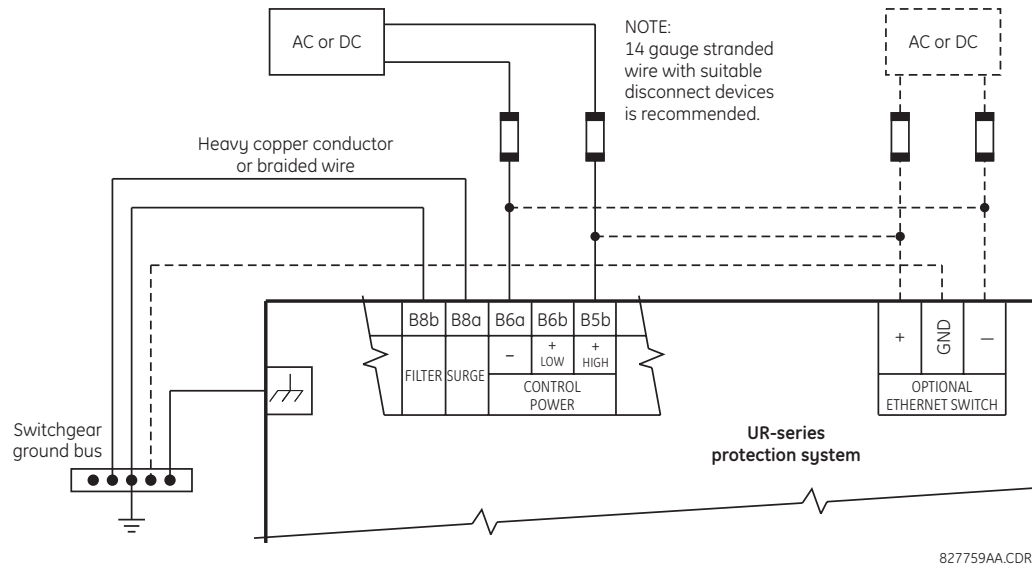 AC or DC
NOTE:
14 gauge stranded
wire with suitable
disconnect devices
is recommended.
AC or DC
Heavy copper conductor
or braided wire
B8b B8a B6a B6b B5b
FILTER SURGE – + LOW + HIGH
CONTROL
POWER
+ GND –
OPTIONAL
ETHERNET SWITCH
Switchgear
ground bus
UR-series
protection system
827759AA.CDR